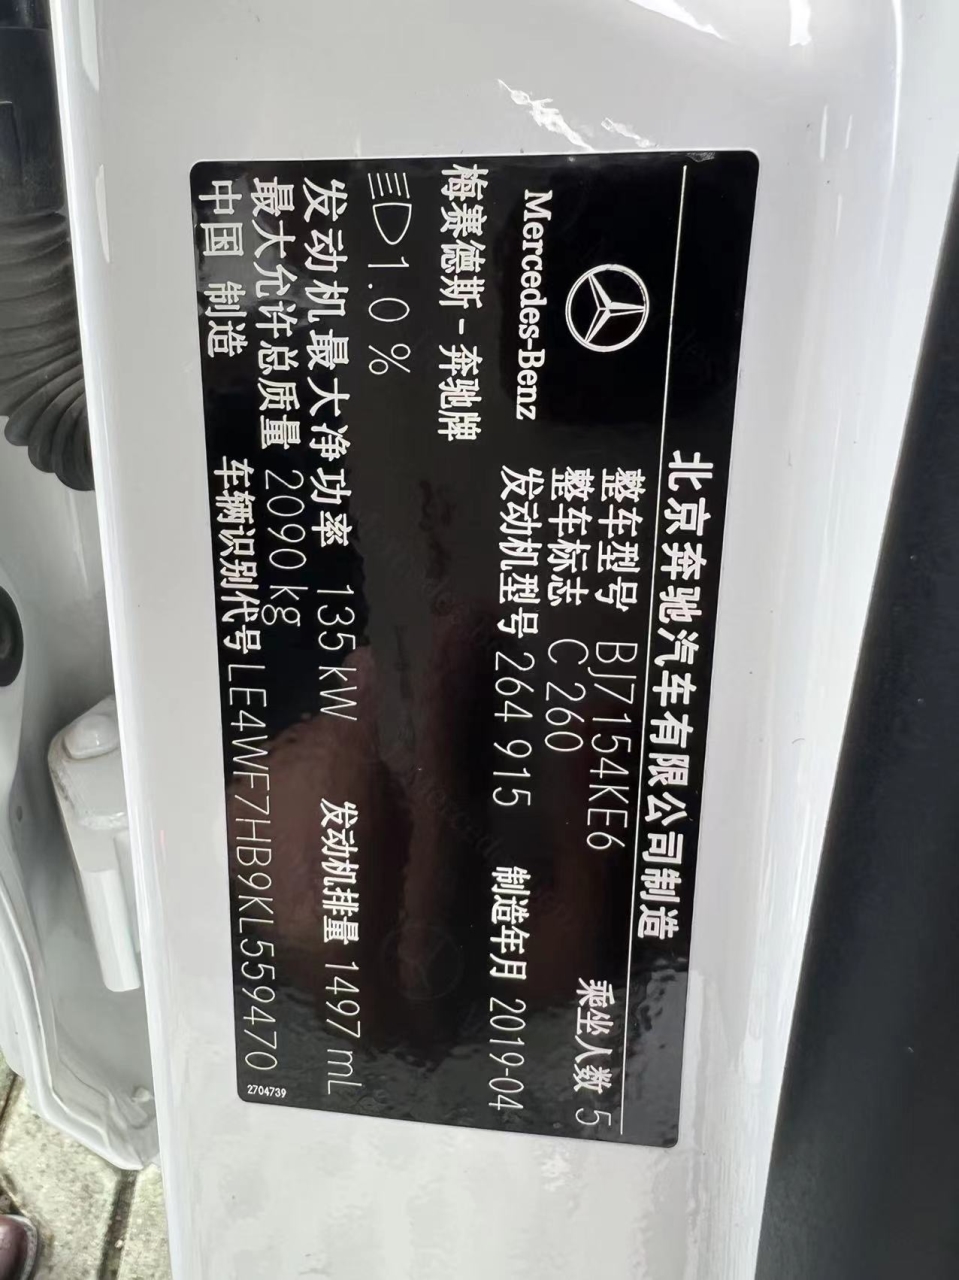 北京奔驰汽车有限公司制造
Mercedes-Benz
整车型号 BJ7154KE6 乘坐人数 5
整车标志 C 260
梅赛德斯-奔驰牌 发动机型号 264 915 制造年月 2019-04
1.0 %
发动机最大净功率 135 kW 发动机排量 1497 mL
最大允许总质量 2090 kg
中国 制造 车辆识别代号 LE4WF7HB9KL559470
2704739